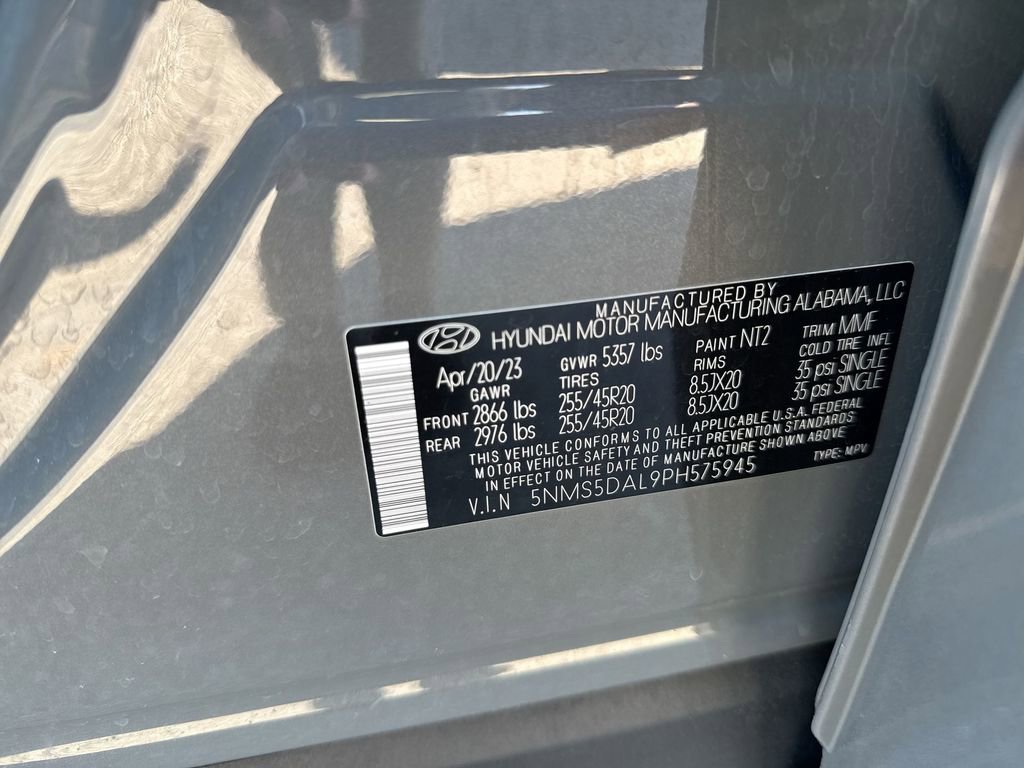 MANUFACTURED BY
HYUNDAI MOTOR MANUFACTURING ALABAMA, LLC
Apr/20/23 GVWR 5357 lbs PAINT NT2 TRIM MMF
GAWR TIRES RIMS COLD TIRE INFL
FRONT 2866 lbs 255/45R20 8.5JX20 35 psi SINGLE
REAR 2976 lbs 255/45R20 8.5JX20 35 psi SINGLE
THIS VEHICLE CONFORMS TO ALL APPLICABLE U.S.A. FEDERAL
MOTOR VEHICLE SAFETY AND THEFT PREVENTION STANDARDS
IN EFFECT ON THE DATE OF MANUFACTURE SHOWN ABOVE
V.I.N 5NMS5DAL9PH575945 TYPE: MPV